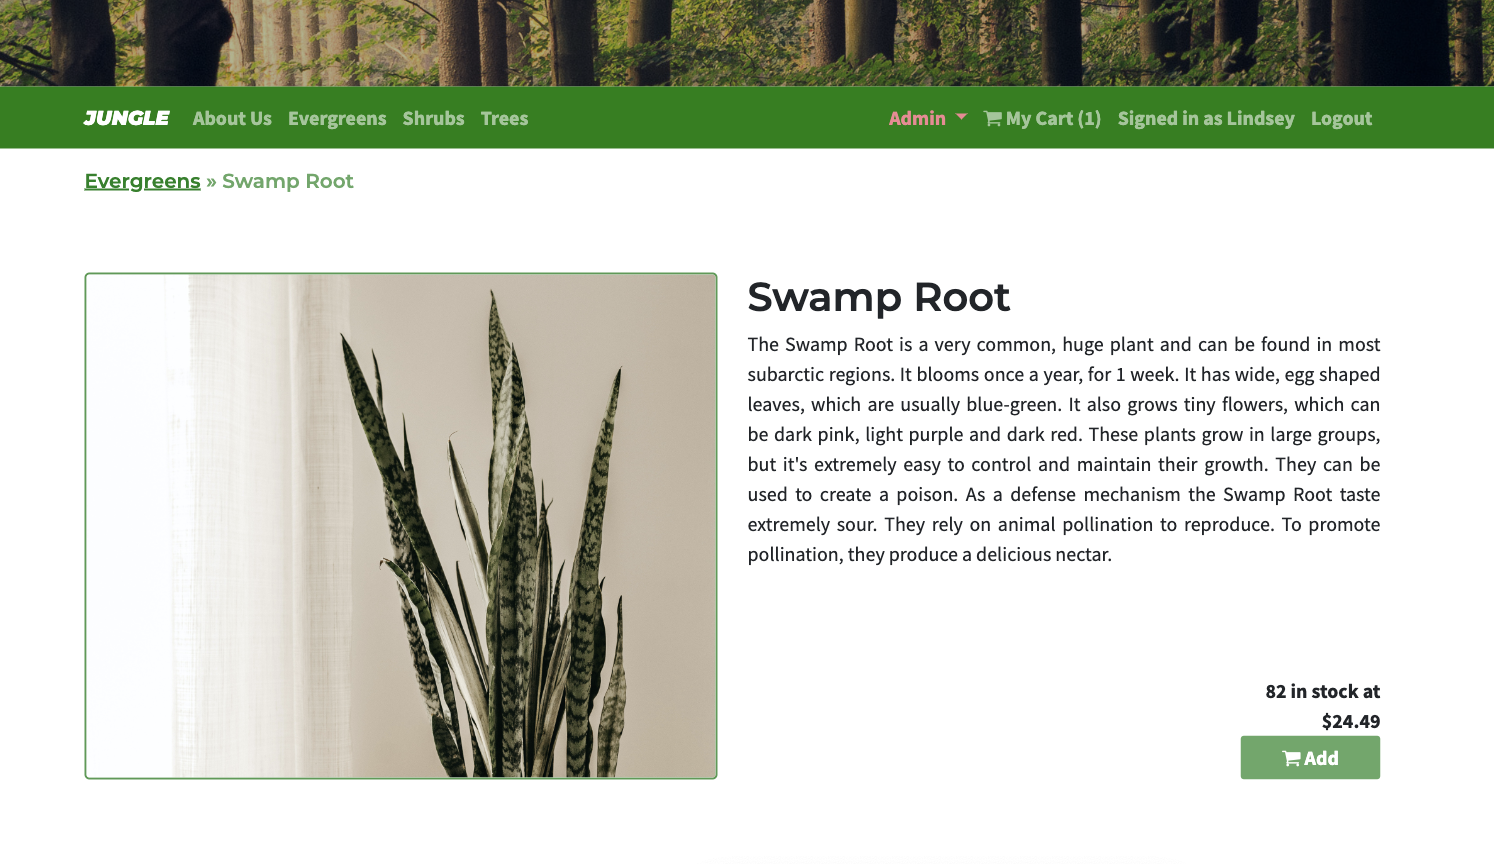 JUNGLE About Us Evergreens Shrubs Trees Admin My Cart (1) Signed in as Lindsey Logout
Evergreens » Swamp Root
Swamp Root
The Swamp Root is a very common, huge plant and can be found in most
subarctic regions. It blooms once a year, for 1 week. It has wide, egg shaped
leaves, which are usually blue-green. It also grows tiny flowers, which can
be dark pink, light purple and dark red. These plants grow in large groups,
but it's extremely easy to control and maintain their growth. They can be
used to create a poison. As a defense mechanism the Swamp Root taste
extremely sour. They rely on animal pollination to reproduce. To promote
pollination, they produce a delicious nectar.
82 in stock at
$24.49
Add